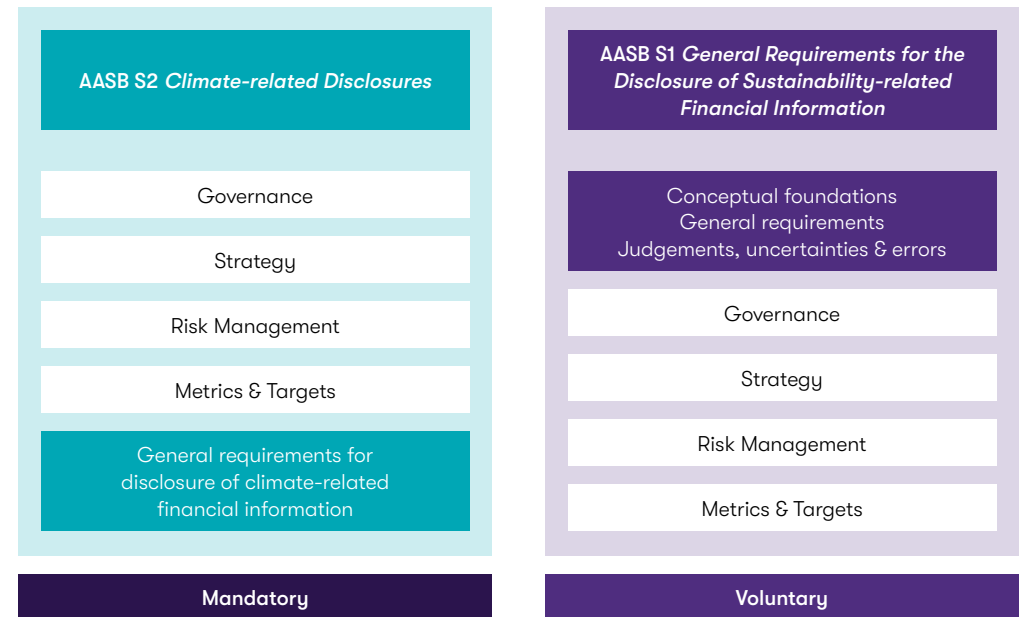 AASB S2 Climate-related Disclosures
Governance
Strategy
Risk Management
Metrics & Targets
General requirements for
disclosure of climate-related
financial information
Mandatory
AASB S1 General Requirements for the
Disclosure of Sustainability-related
Financial Information
Conceptual foundations
General requirements
Judgements, uncertainties & errors
Governance
Strategy
Risk Management
Metrics & Targets
Voluntary